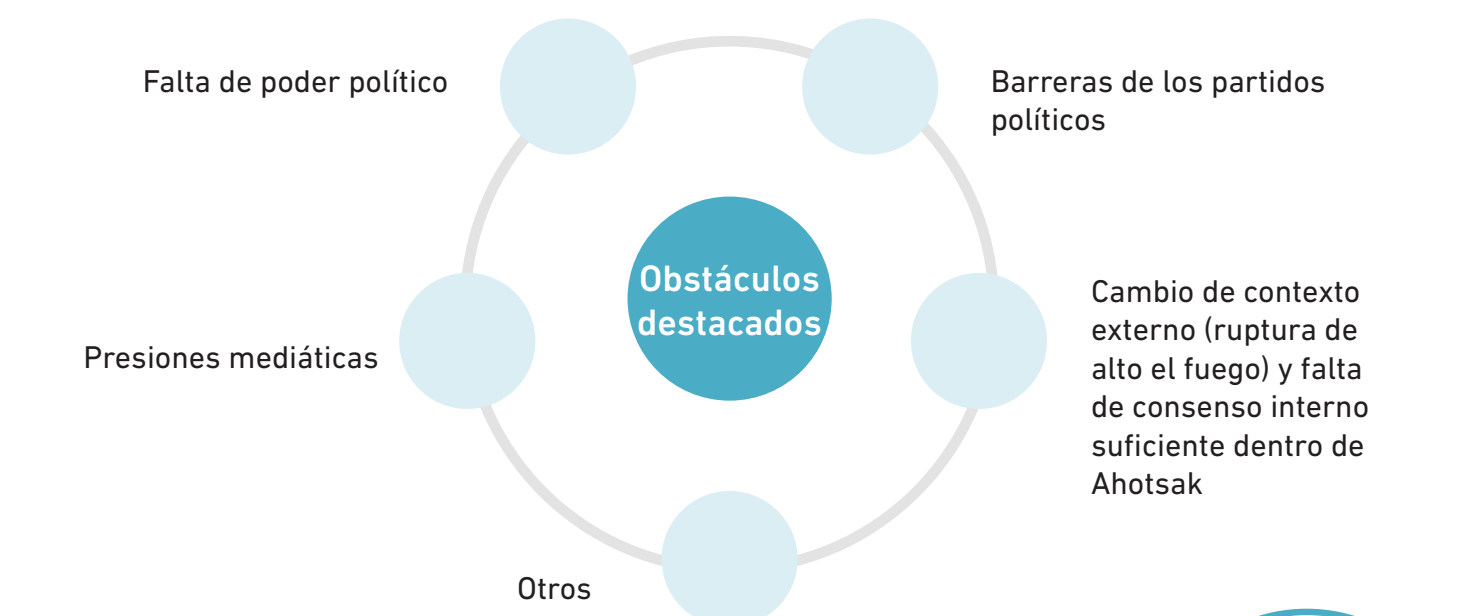 Falta de poder político
Barreras de los partidos
políticos
Obstáculos
destacados
Cambio de contexto
externo (ruptura de
alto el fuego) y falta
de consenso interno
suficiente dentro de
Ahotsak
Presiones mediáticas
Otros